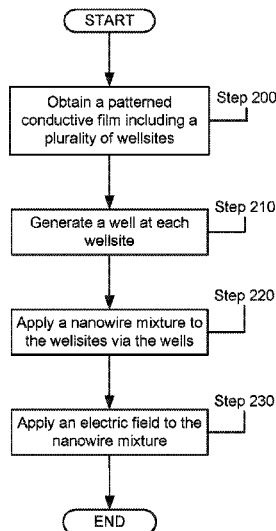 START
Step 200
Obtain a patterned
conductive film including a
plurality of wellsites
Step 210
Generate a well at each
wellsite
Step 220
Apply a nanowire mixture to
the wellsites via the wells
Step 230
Apply an electric field to the
nanowire mixture
END